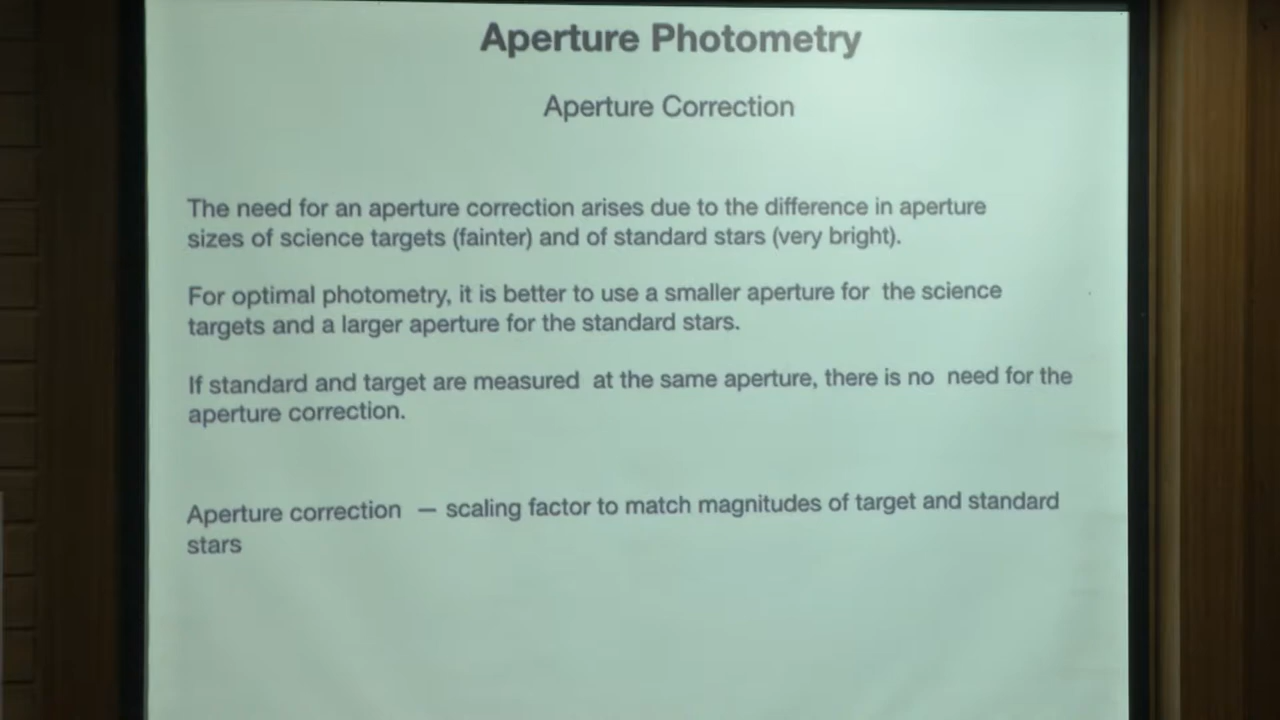 Aperture Photometry
Aperture Correction
The need for an aperture correction arises due to the difference in aperture
sizes of science targets (fainter) and of standard stars (very bright).
For optimal photometry, it is better to use a smaller aperture for the science
targets and a larger aperture for the standard stars.
If standard and target are measured at the same aperture, there is no need for the
aperture correction.
Aperture correction — scaling factor to match magnitudes of target and standard
stars